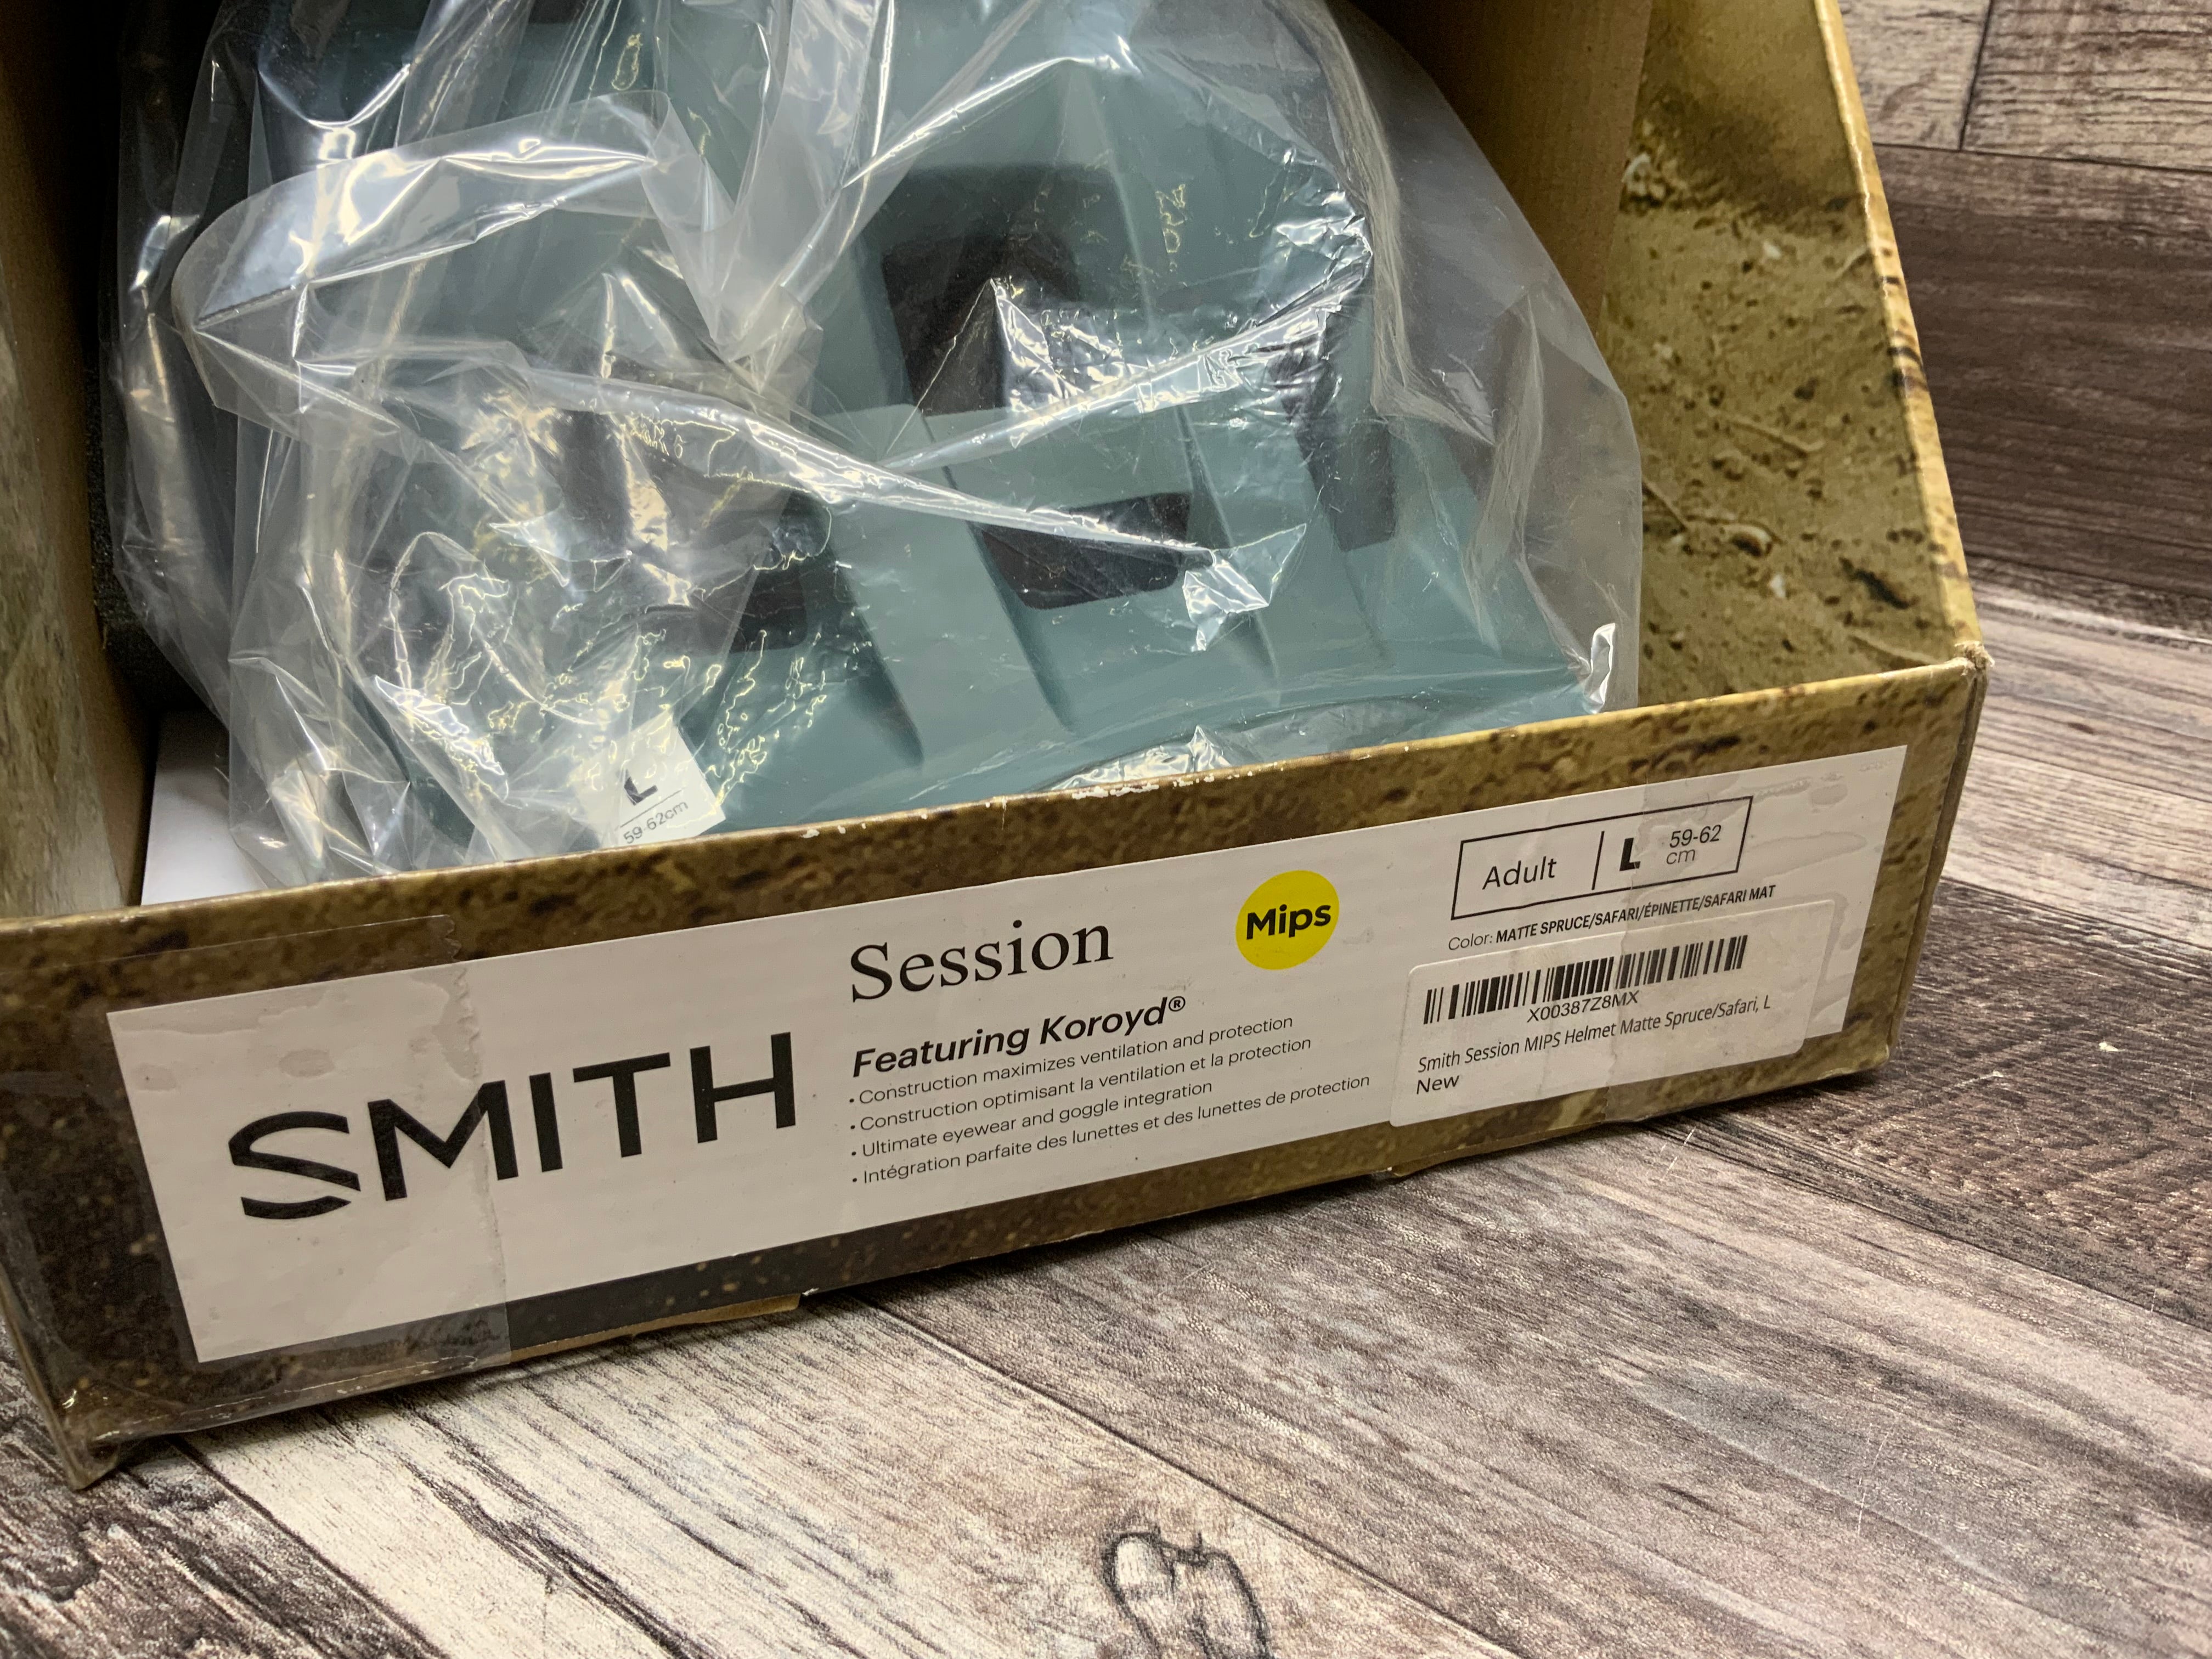 L
59-62cm
SMITH
Session
Mips
Featuring Koroyd®
• Construction maximizes ventilation and protection
• Construction optimisant la ventilation et la protection
• Ultimate eyewear and goggle integration
• Intégration parfaite des lunettes et des lunettes de protection
Adult L 59-62
cm
Color: MATTE SPRUCE/SAFARI/ÉPINETTE/SAFARI MAT
X00387Z8MX
Smith Session MIPS Helmet Matte Spruce/Safari, L
New